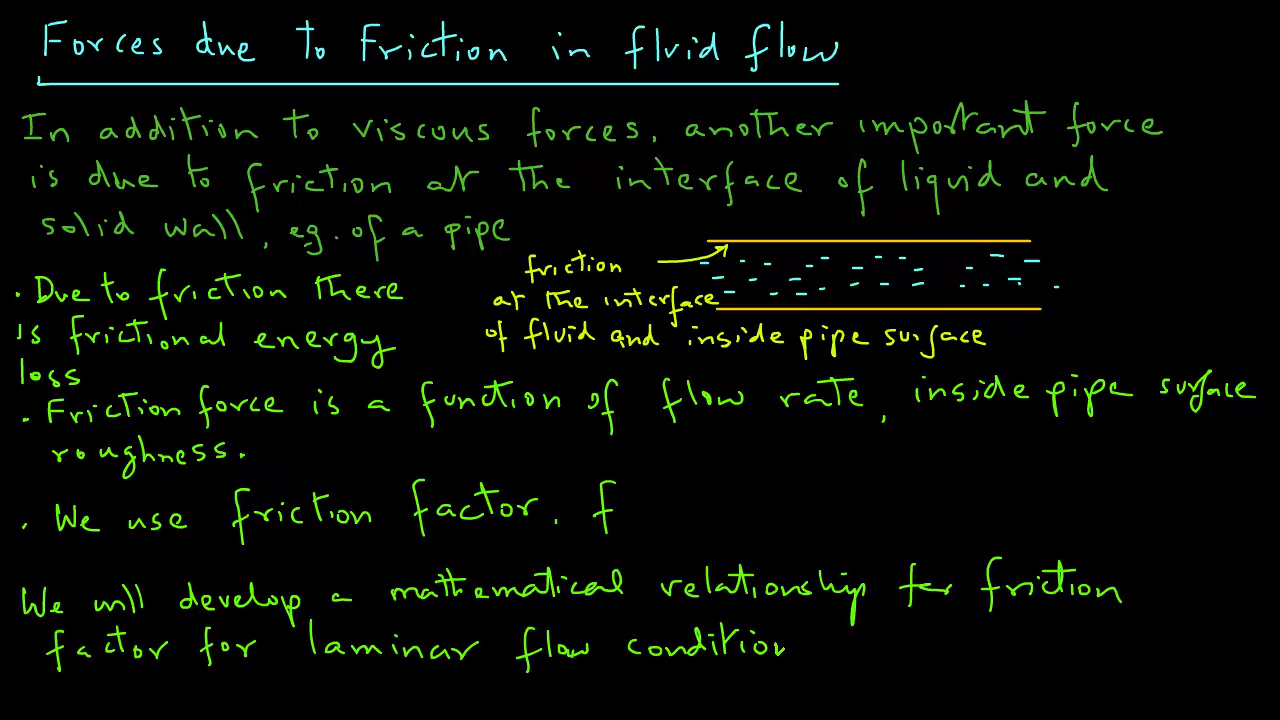 Forces due to Friction in fluid flow
In addition to viscous forces, another important force
is due to friction at the interface of liquid and
solid wall, eg. of a pipe
friction
at the interface
of fluid and inside pipe surface
. Due to friction there
is frictional energy
loss
. Friction force is a function of flow rate, inside pipe surface
roughness.
. We use friction factor, f
We will develop a mathematical relationship for friction
factor for laminar flow condition